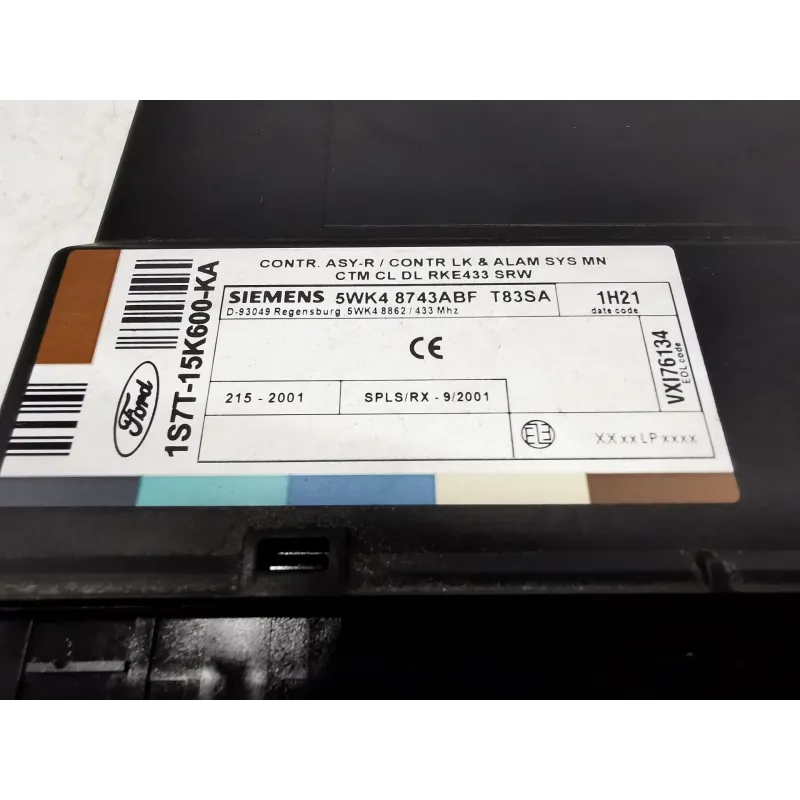 CONTR. ASY-R / CONTR LK & ALAM SYS MN
CTM CL DL RKE433 SRW
SIEMENS 5WK4 8743ABF T83SA
D-93049 Regensburg 5WK4 8862 / 433 Mhz
1H21
date code
CE
VXI76134
EOL code
215 - 2001
SPLS/RX - 9/2001
XXxxLPxxxx
Ford
1S7T-15K600-KA